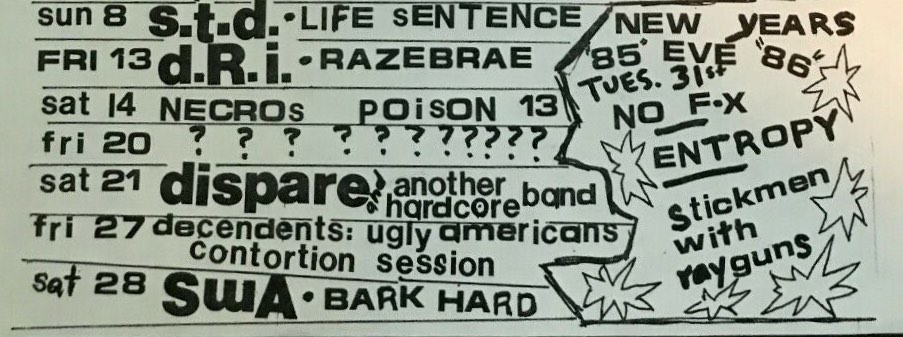 sun 8 s.t.d. • LIFE SENTENCE
FRI 13 d.R.i. • RAZEBRAE
sat 14 NECROs POiSON 13
fri 20 ? ? ? ? ? ? ? ? ? ? ?
sat 21 dispare? another
hardcore band
fri 27 decendents: ugly americans
contortion session
sat 28 SWA • BARK HARD
NEW YEARS
'85' EVE "86"
TUES. 31st
NO F-X
ENTROPY
Stickmen
with
rayguns